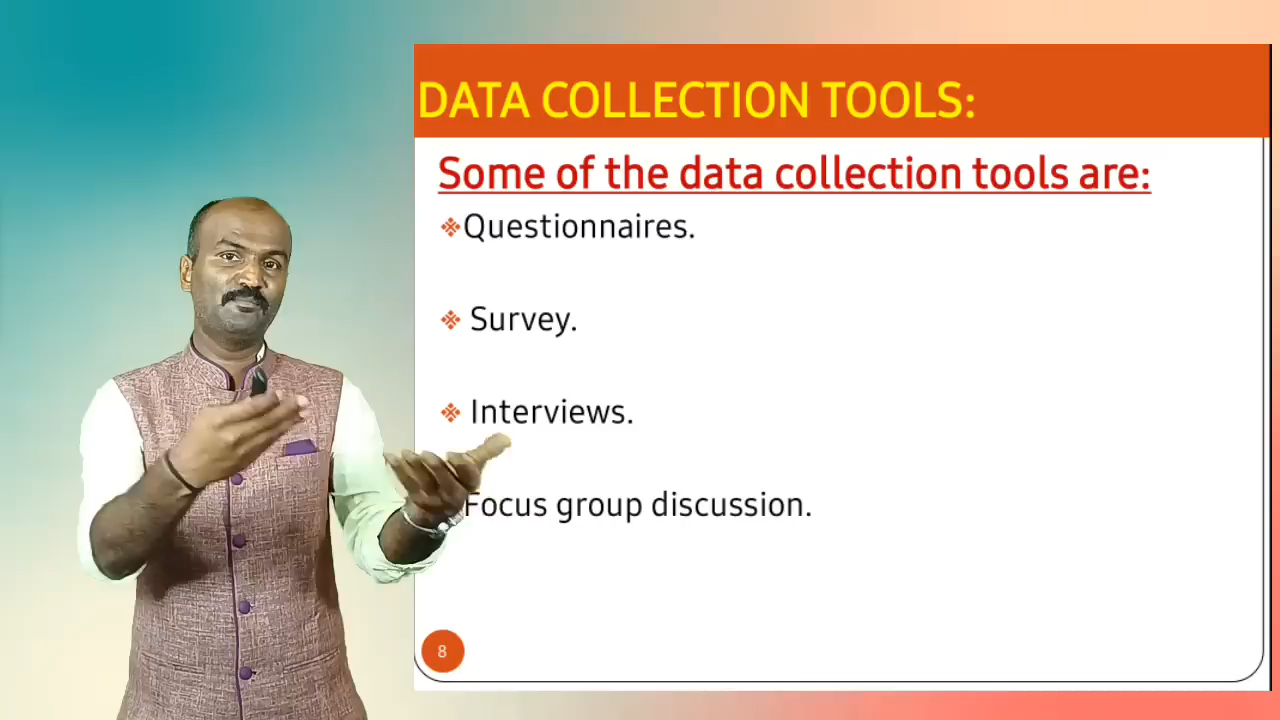 DATA COLLECTION TOOLS:
Some of the data collection tools are:
Questionnaires.
Survey.
Interviews.
Focus group discussion.
8